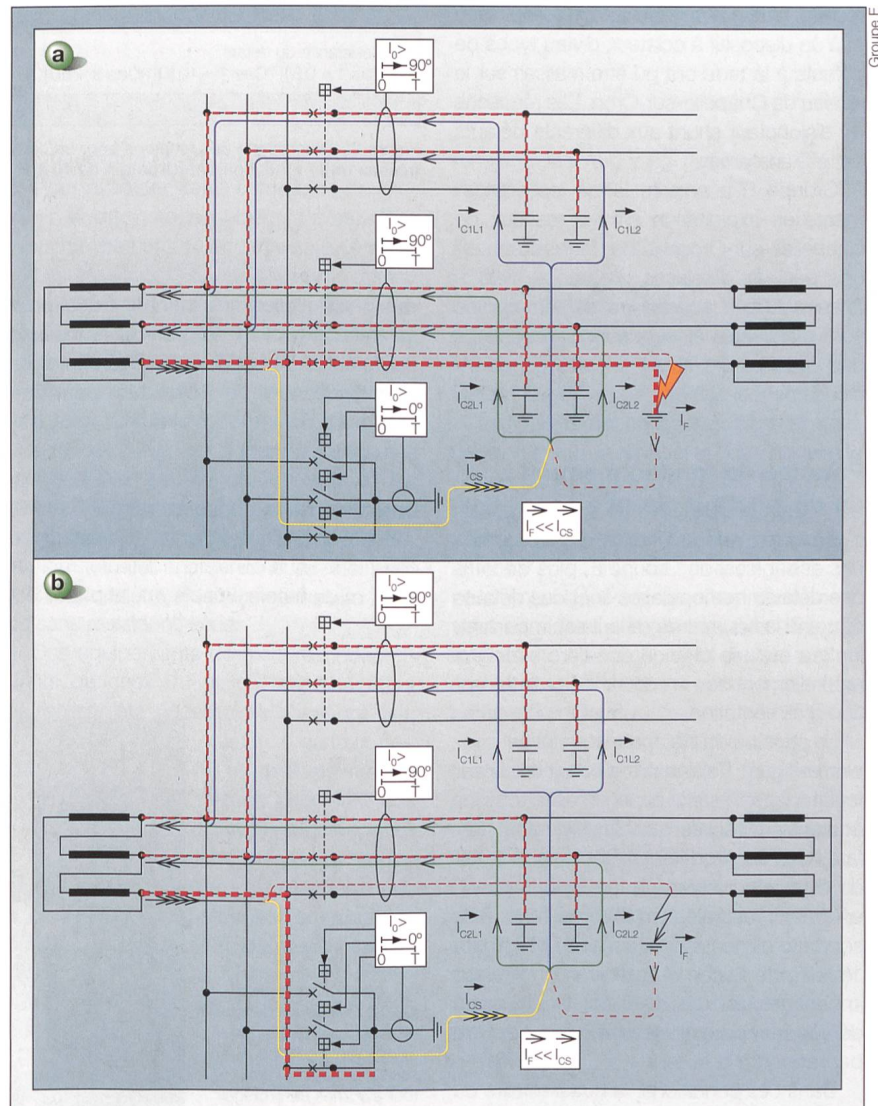 Groupe E
a
I0>
90°
0 T
IC1L1
IC1L2
I0>
90°
0 T
I0>
0°
0 T
IC2L1
IC2L2
IF
ICS
IF << ICS
b
I0>
90°
0 T
IC1L1
IC1L2
I0>
90°
0 T
I0>
0°
0 T
IC2L1
IC2L2
IF
ICS
IF << ICS